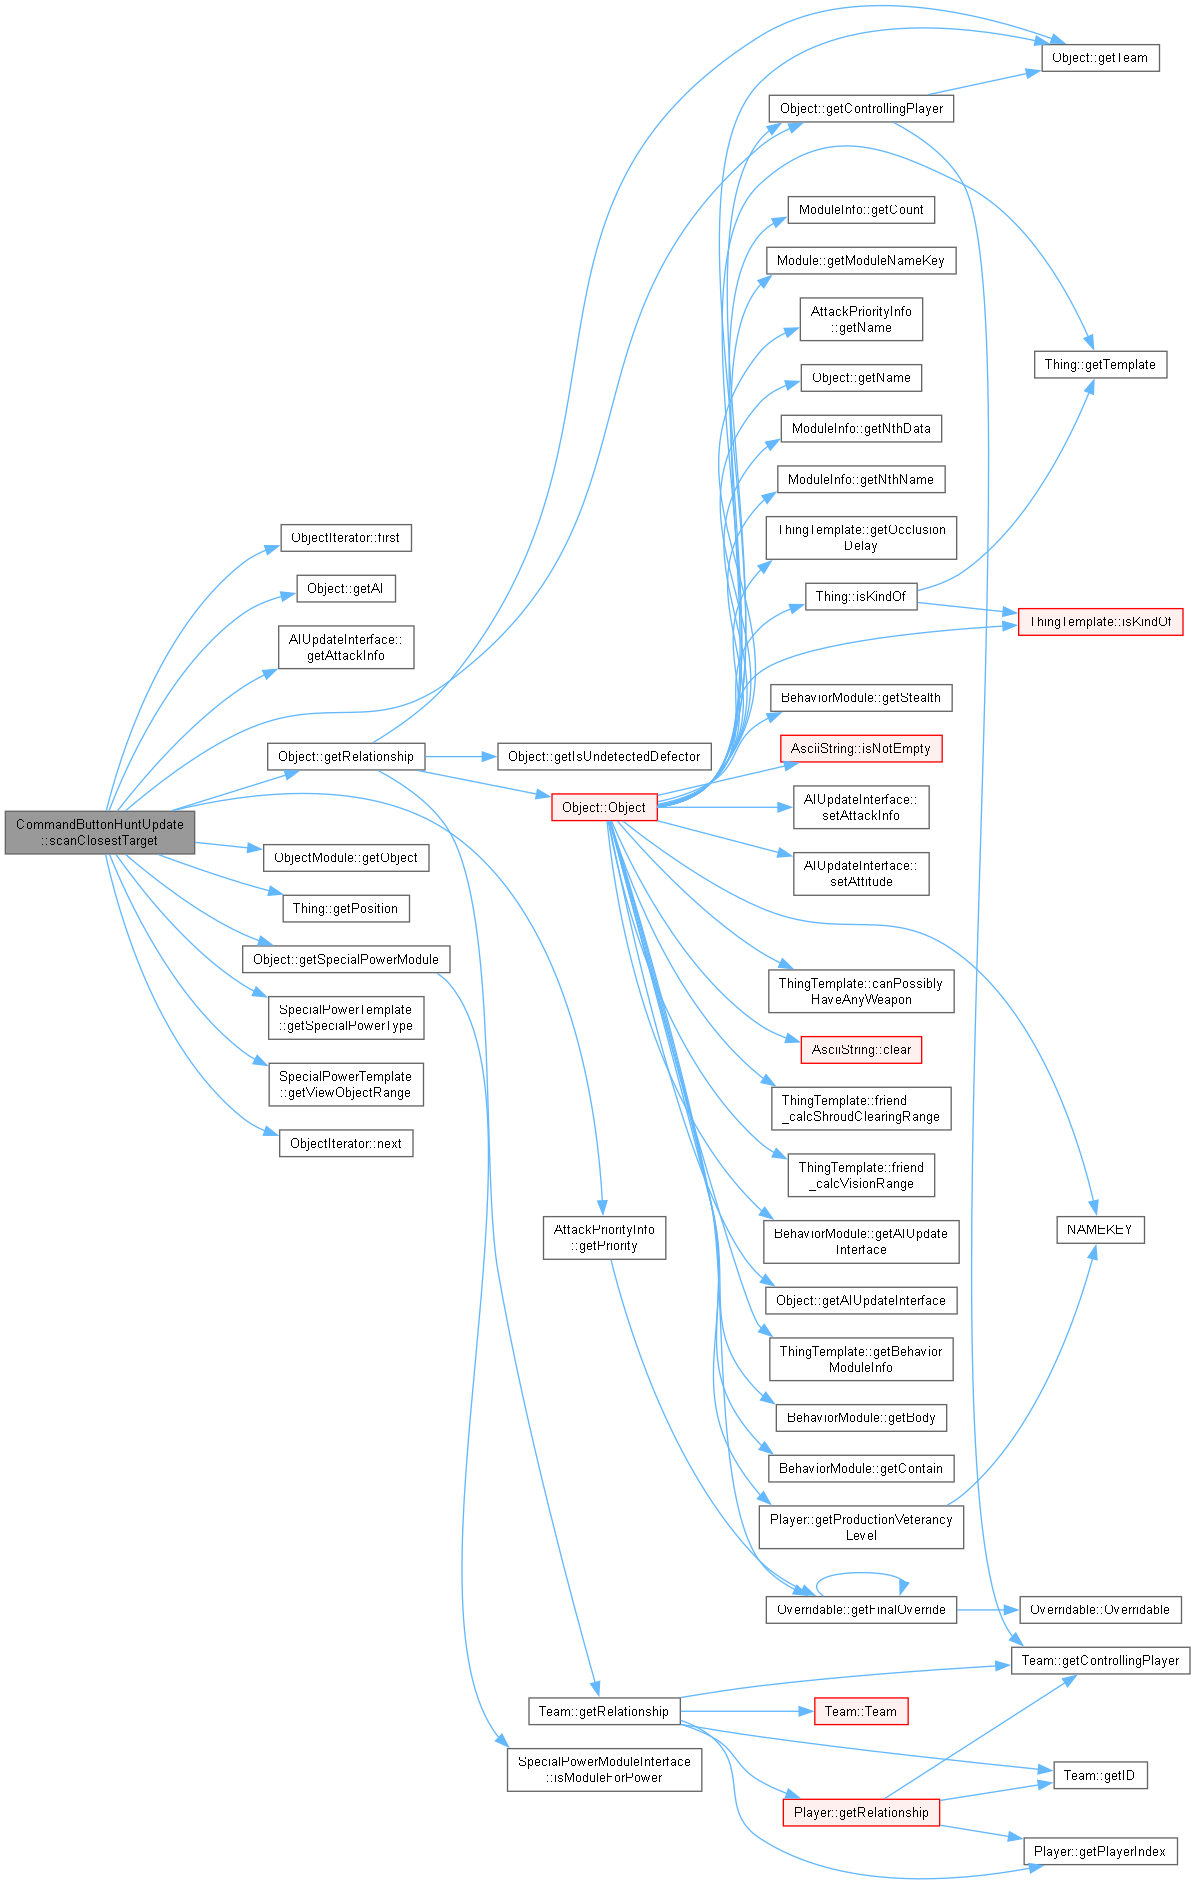 CommandButtonHuntUpdate
::scanClosestTarget
ObjectIterator::first
Object::getAI
AIUpdateInterface::
getAttackInfo
Object::getRelationship
ObjectModule::getObject
Thing::getPosition
Object::getSpecialPowerModule
SpecialPowerTemplate
::getSpecialPowerType
SpecialPowerTemplate
::getViewObjectRange
ObjectIterator::next
Object::getIsUndetectedDefector
Object::Object
AttackPriorityInfo
::getPriority
Team::getRelationship
SpecialPowerModuleInterface
::isModuleForPower
Object::getControllingPlayer
ModuleInfo::getCount
Module::getModuleNameKey
AttackPriorityInfo
::getName
Object::getName
ModuleInfo::getNthData
ModuleInfo::getNthName
ThingTemplate::getOcclusion
Delay
Thing::isKindOf
BehaviorModule::getStealth
AsciiString::isNotEmpty
AIUpdateInterface::
setAttackInfo
AIUpdateInterface::
setAttitude
ThingTemplate::canPossibly
HaveAnyWeapon
AsciiString::clear
ThingTemplate::friend
_calcShroudClearingRange
ThingTemplate::friend
_calcVisionRange
BehaviorModule::getAIUpdate
Interface
Object::getAIUpdateInterface
ThingTemplate::getBehavior
ModuleInfo
BehaviorModule::getBody
BehaviorModule::getContain
Player::getProductionVeterancy
Level
Overridable::getFinalOverride
Team::Team
Player::getRelationship
Object::getTeam
Thing::getTemplate
ThingTemplate::isKindOf
NAMEKEY
Overridable::Overridable
Team::getControllingPlayer
Team::getID
Player::getPlayerIndex